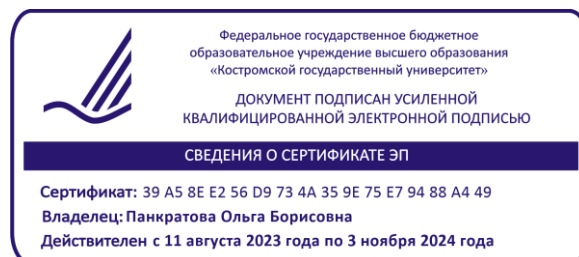 Федеральное государственное бюджетное
образовательное учреждение высшего образования
«Костромской государственный университет»
ДОКУМЕНТ ПОДПИСАН УСИЛЕННОЙ
КВАЛИФИЦИРОВАННОЙ ЭЛЕКТРОННОЙ ПОДПИСЬЮ
СВЕДЕНИЯ О СЕРТИФИКАТЕ ЭП
Сертификат: 39 A5 8E E2 56 D9 73 4A 35 9E 75 E7 94 88 A4 49
Владелец: Панкратова Ольга Борисовна
Действителен с 11 августа 2023 года по 3 ноября 2024 года